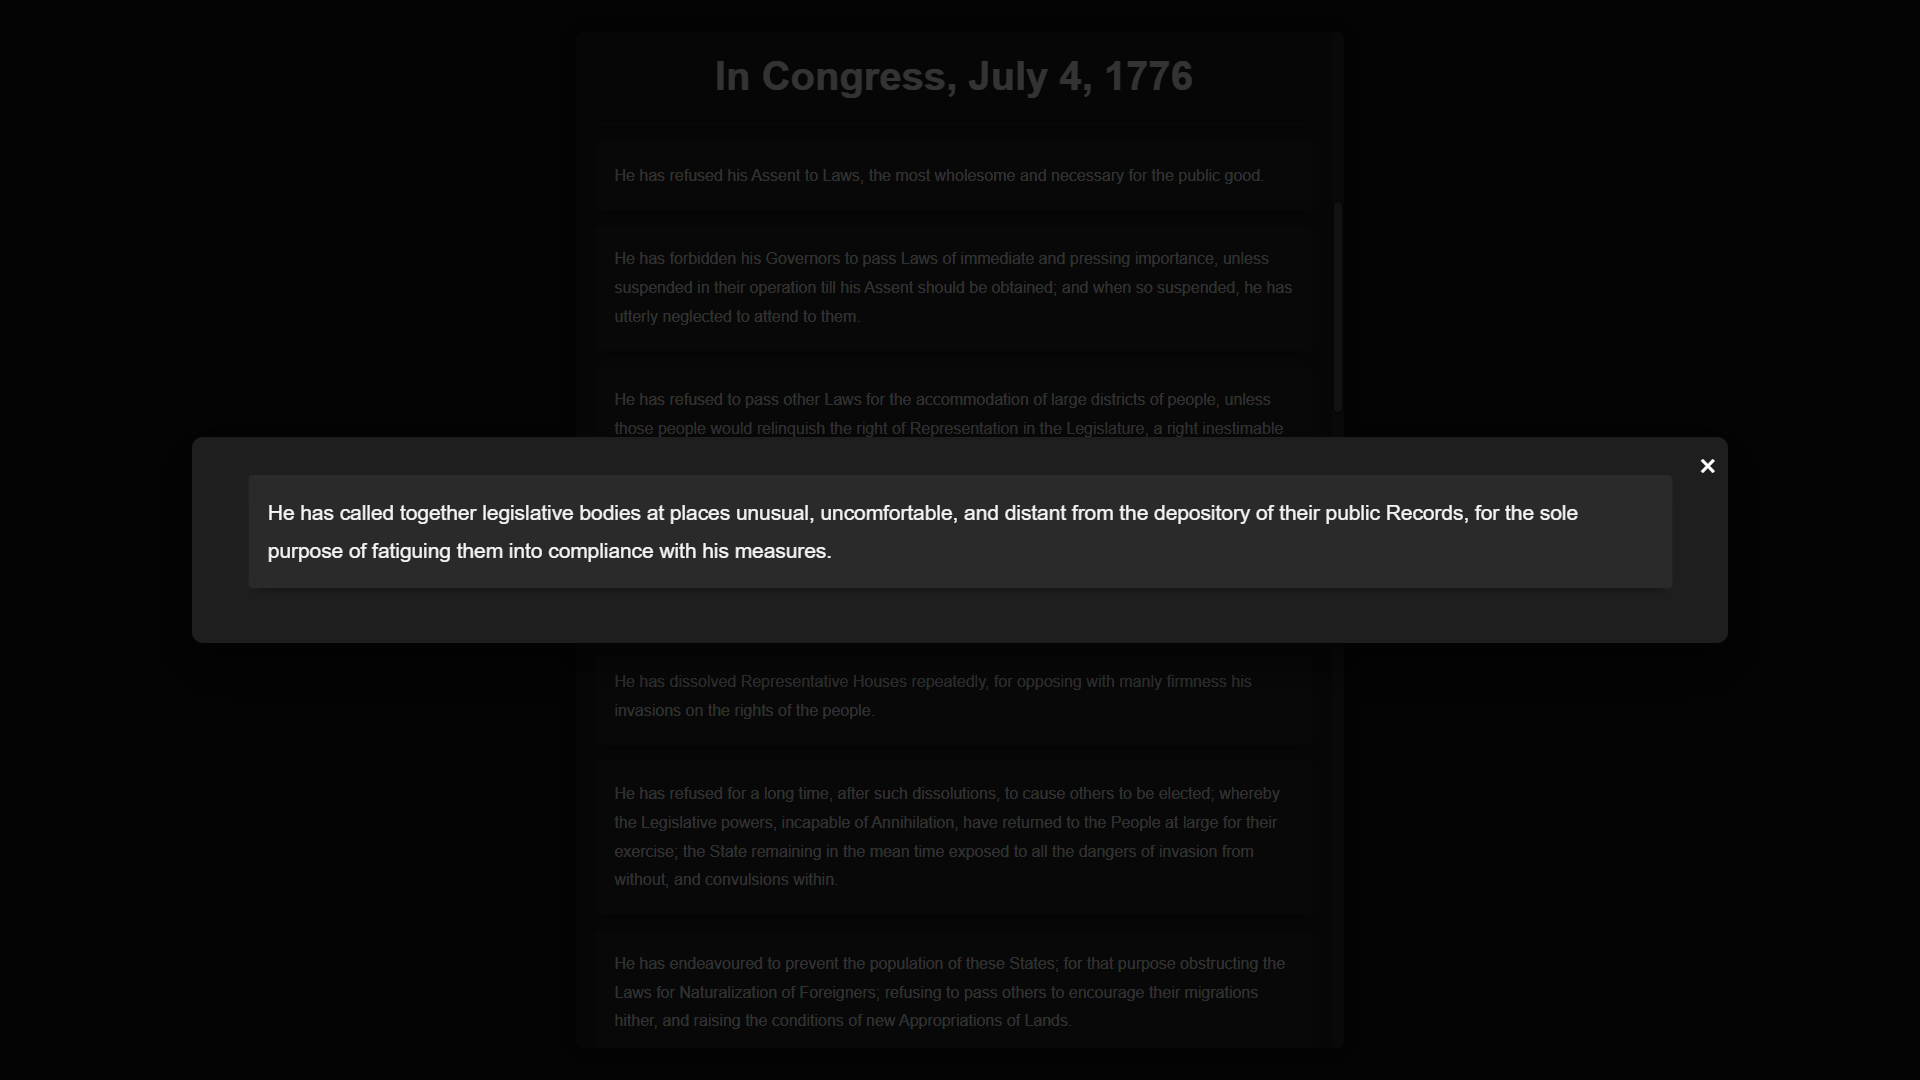 In Congress, July 4, 1776
He has refused his Assent to Laws, the most wholesome and necessary for the public good.
He has forbidden his Governors to pass Laws of immediate and pressing importance, unless
suspended in their operation till his Assent should be obtained; and when so suspended, he has
utterly neglected to attend to them.
He has refused to pass other Laws for the accommodation of large districts of people, unless
those people would relinquish the right of Representation in the Legislature, a right inestimable
×
He has called together legislative bodies at places unusual, uncomfortable, and distant from the depository of their public Records, for the sole
purpose of fatiguing them into compliance with his measures.
He has dissolved Representative Houses repeatedly, for opposing with manly firmness his
invasions on the rights of the people.
He has refused for a long time, after such dissolutions, to cause others to be elected; whereby
the Legislative powers, incapable of Annihilation, have returned to the People at large for their
exercise; the State remaining in the mean time exposed to all the dangers of invasion from
without, and convulsions within.
He has endeavoured to prevent the population of these States; for that purpose obstructing the
Laws for Naturalization of Foreigners; refusing to pass others to encourage their migrations
hither, and raising the conditions of new Appropriations of Lands.